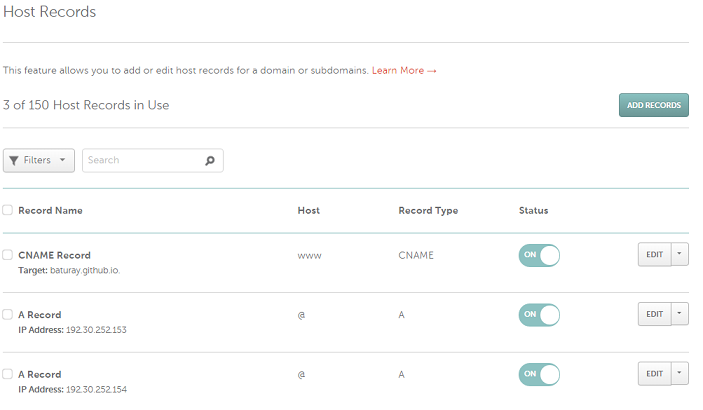 Host Records
This feature allows you to add or edit host records for a domain or subdomains. Learn More →
3 of 150 Host Records in Use
ADD RECORDS
Filters
Search
Record Name Host Record Type Status
CNAME Record www CNAME ON EDIT
Target: baturay.github.io.
A Record @ A ON EDIT
IP Address: 192.30.252.153
A Record @ A ON EDIT
IP Address: 192.30.252.154